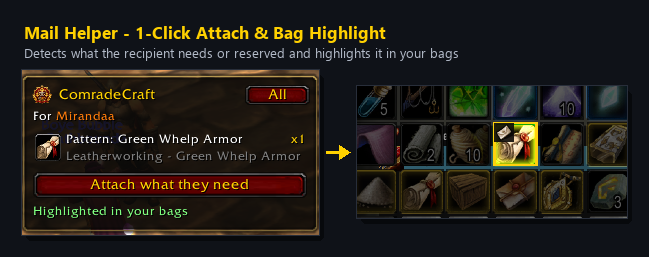 Mail Helper - 1-Click Attach & Bag Highlight
Detects what the recipient needs or reserved and highlights it in your bags
ComradeCraft
All
For Mirandaa
Pattern: Green Whelp Armor x1
Leatherworking - Green Whelp Armor
Attach what they need
Highlighted in your bags
5
10
2
10
3